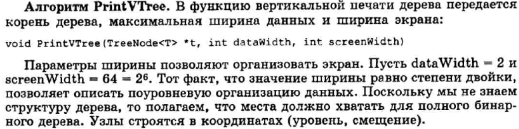 Алгоритм PrintVTree. В функцию вертикальной печати дерева передается
корень дерева, максимальная ширина данных и ширина экрана:
void PrintVTree(TreeNode<T> *t, int dataWidth, int screenWidth)
Параметры ширины позволяют организовать экран. Пусть dataWidth = 2 и
screenWidth = 64 = 2⁶. Тот факт, что значение ширины равно степени двойки,
позволяет описать поуровневую организацию данных. Поскольку мы не знаем
структуру дерева, то полагаем, что места должно хватать для полного бинар-
ного дерева. Узлы строятся в координатах (уровень, смещение).